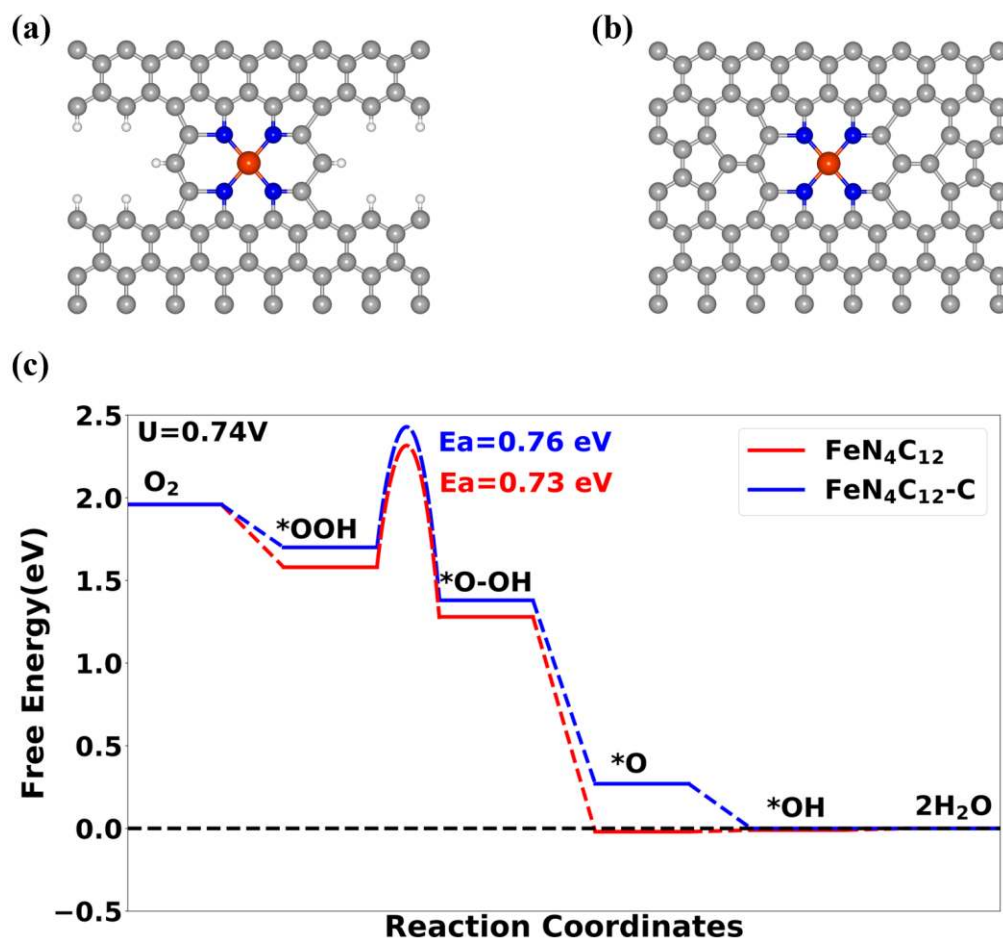 (a)
(b)
(c)
2.5
2.0
1.5
1.0
0.5
0.0
−0.5
Free Energy(eV)
U=0.74V
O₂
*OOH
Ea=0.76 eV
Ea=0.73 eV
*O-OH
*O
*OH
2H₂O
FeN₄C₁₂
FeN₄C₁₂-C
Reaction Coordinates